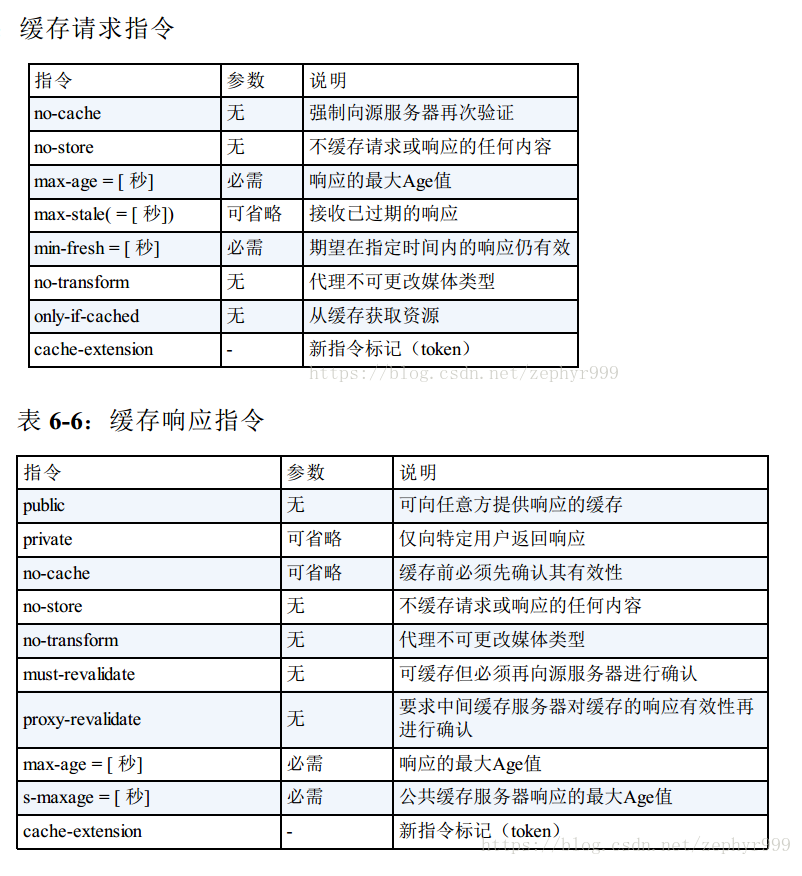 缓存请求指令
指令 参数 说明
no-cache 无 强制向源服务器再次验证
no-store 无 不缓存请求或响应的任何内容
max-age = [ 秒] 必需 响应的最大Age值
max-stale( = [ 秒]) 可省略 接收已过期的响应
min-fresh = [ 秒] 必需 期望在指定时间内的响应仍有效
no-transform 无 代理不可更改媒体类型
only-if-cached 无 从缓存获取资源
cache-extension - 新指令标记（token）
https://blog.csdn.net/zephyr999
表 6-6：缓存响应指令
指令 参数 说明
public 无 可向任意方提供响应的缓存
private 可省略 仅向特定用户返回响应
no-cache 可省略 缓存前必须先确认其有效性
no-store 无 不缓存请求或响应的任何内容
no-transform 无 代理不可更改媒体类型
must-revalidate 无 可缓存但必须再向源服务器进行确认
proxy-revalidate 无 要求中间缓存服务器对缓存的响应有效性再
进行确认
max-age = [ 秒] 必需 响应的最大Age值
s-maxage = [ 秒] 必需 公共缓存服务器响应的最大Age值
cache-extension - 新指令标记（token）
https://blog.csdn.net/zephyr999